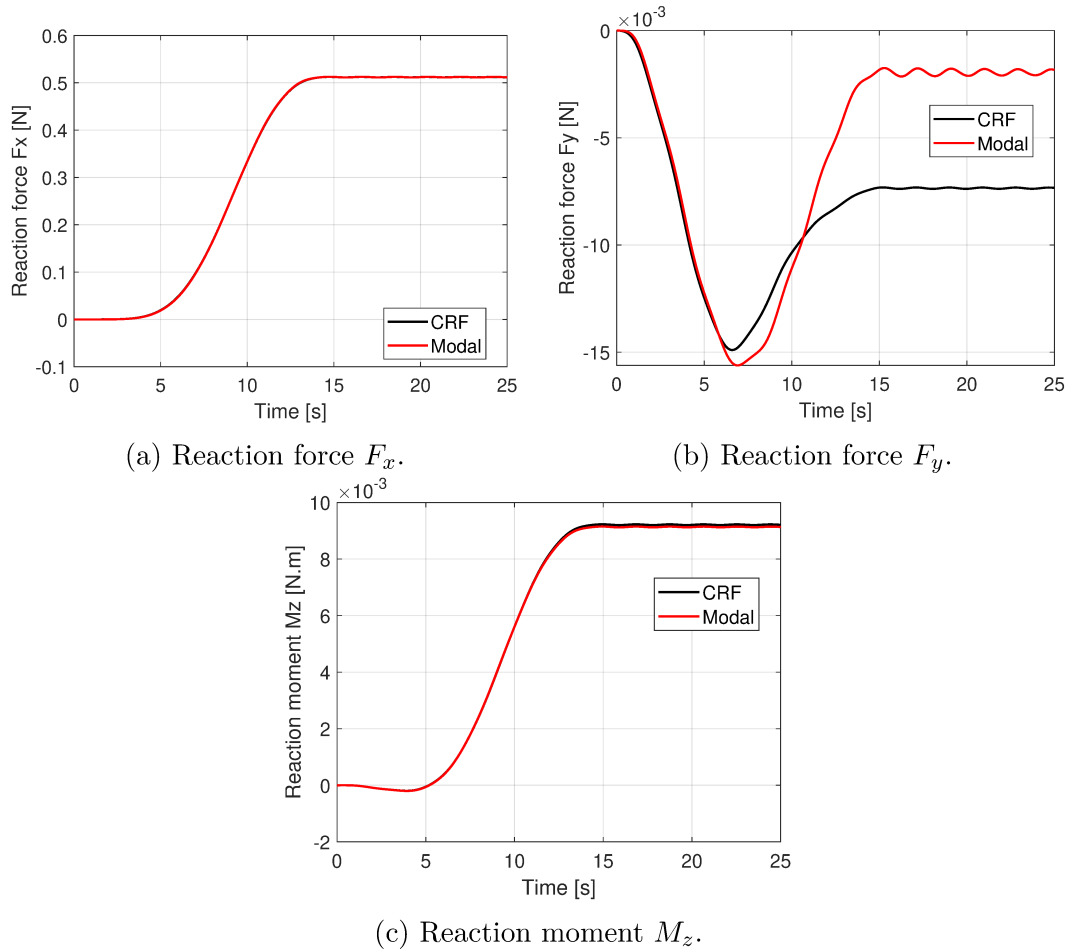 0.6
0.5
0.4
0.3
0.2
0.1
0
-0.1
Reaction force Fx [N]
CRF
Modal
0 5 10 15 20 25
Time [s]
(a) Reaction force Fₓ.
×10⁻³
0
-5
-10
-15
Reaction force Fy [N]
CRF
Modal
0 5 10 15 20 25
Time [s]
(b) Reaction force F_y.
×10⁻³
10
8
6
4
2
0
-2
Reaction moment Mz [N.m]
CRF
Modal
0 5 10 15 20 25
Time [s]
(c) Reaction moment M_z.